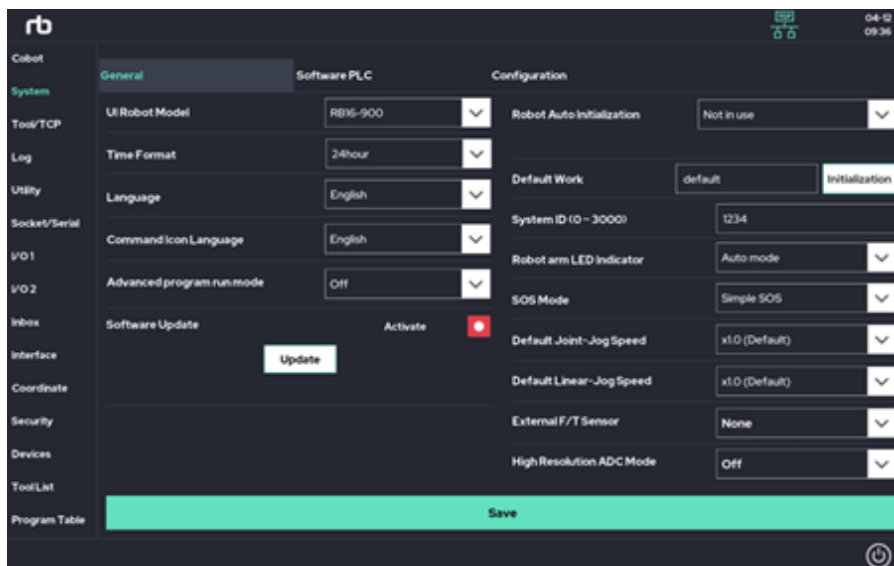 rb
TCP
04-12
09:36
Cobot
System
Tool/TCP
Log
Utility
Socket/Serial
I/O 1
I/O 2
Inbox
Interface
Coordinate
Security
Devices
Tool List
Program Table
General
Software PLC
Configuration
UI Robot Model
RB16-900
Time Format
24hour
Language
English
Command Icon Language
English
Advanced program run mode
Off
Software Update
Activate
Update
Robot Auto Initialization
Not in use
Default Work
default
Initialization
System ID (0 ~ 3000)
1234
Robot arm LED Indicator
Auto mode
SOS Mode
Simple SOS
Default Joint-Jog Speed
x1.0 (Default)
Default Linear-Jog Speed
x1.0 (Default)
External F/T Sensor
None
High Resolution ADC Mode
Off
Save